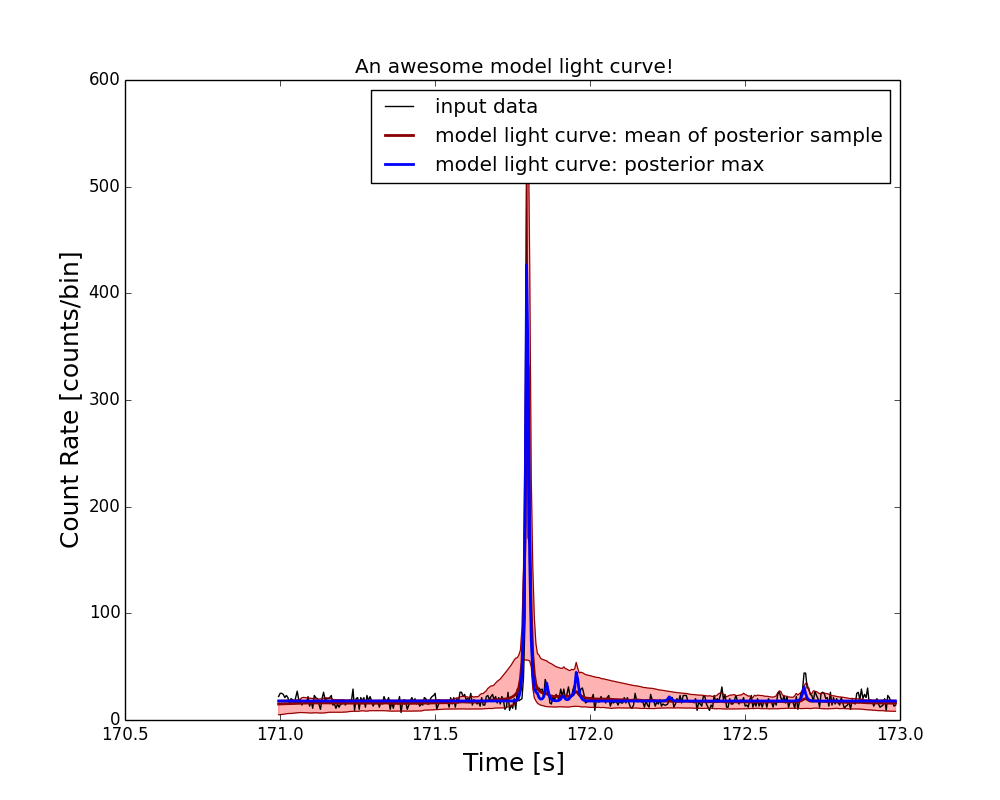 An awesome model light curve!
600
input data
model light curve: mean of posterior sample
model light curve: posterior max
500
400
300
200
100
0
Count Rate [counts/bin]
170.5
171.0
171.5
172.0
172.5
173.0
Time [s]